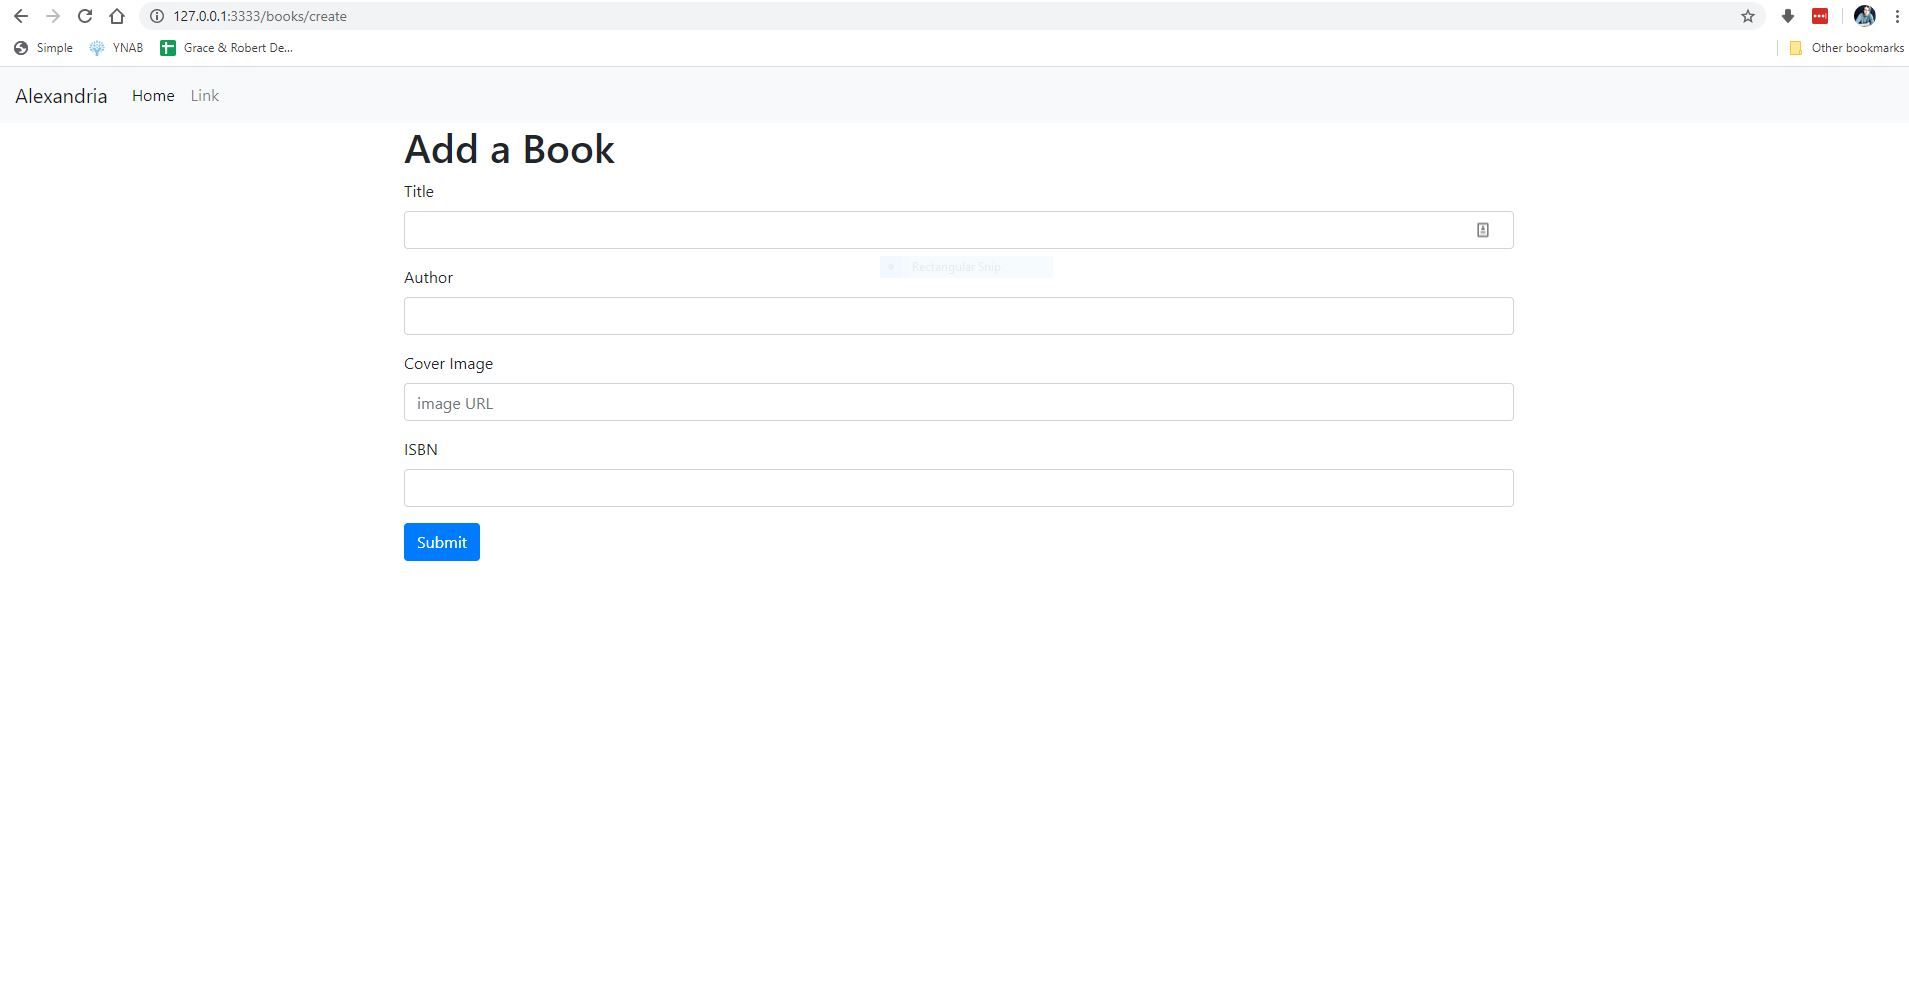 127.0.0.1:3333/books/create
Simple YNAB Grace & Robert De... Other bookmarks
Alexandria Home Link
Add a Book
Title
Rectangular Snip
Author
Cover Image
image URL
ISBN
Submit